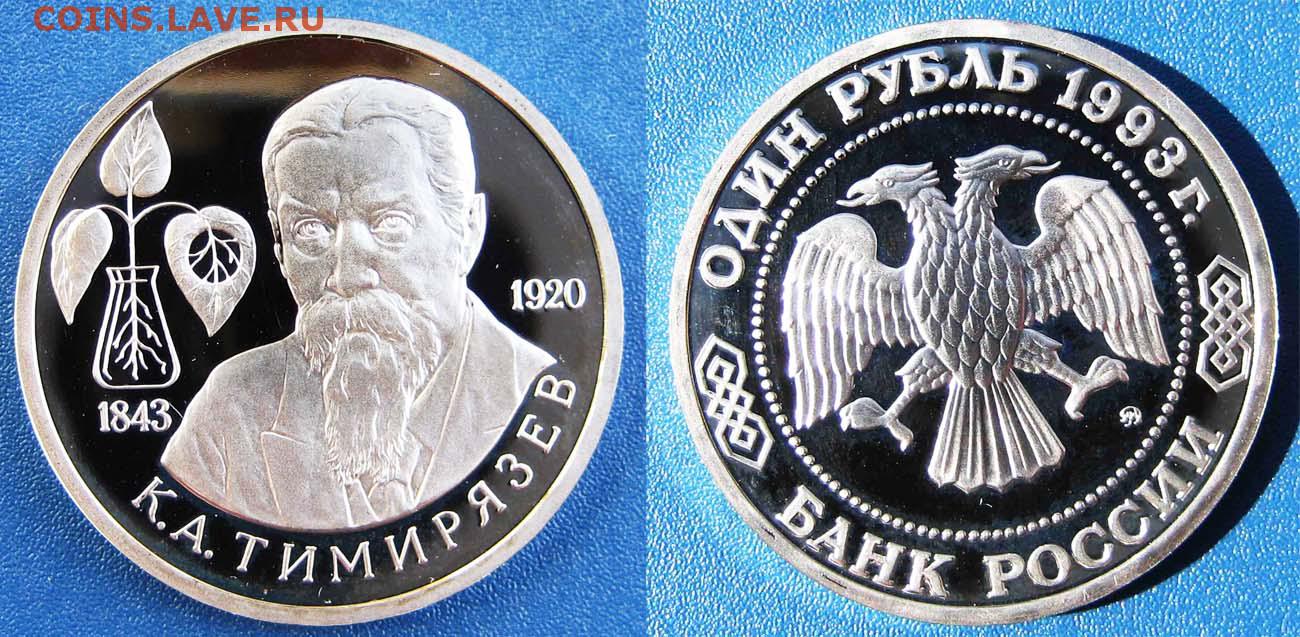 COINS.LAVE.RU
1843
1920
К.А. ТИМИРЯЗЕВ
ОДИН РУБЛЬ 1993 г.
БАНК РОССИИ